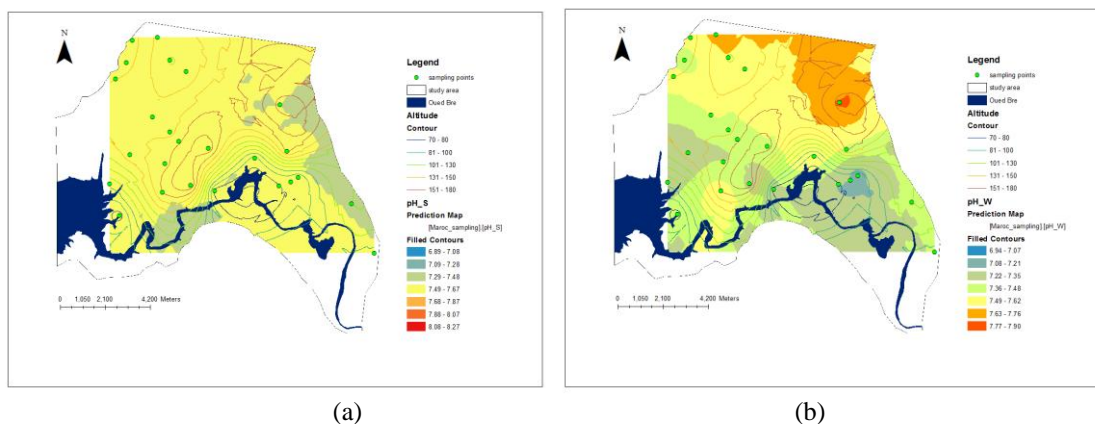 N
Legend
sampling points
study area
Oued Bre
Altitude
Contour
70 - 80
81 - 100
101 - 130
131 - 150
151 - 180
pH_S
Prediction Map
[Maroc_sampling].[pH_S]
Filled Contours
6.89 - 7.08
7.09 - 7.28
7.29 - 7.48
7.49 - 7.67
7.68 - 7.87
7.88 - 8.07
8.08 - 8.27
0 1,050 2,100 4,200 Meters
(a)
N
Legend
sampling points
study area
Oued Bre
Altitude
Contour
70 - 80
81 - 100
101 - 130
131 - 150
151 - 180
pH_W
Prediction Map
[Maroc_sampling].[pH_W]
Filled Contours
6.94 - 7.07
7.08 - 7.21
7.22 - 7.35
7.36 - 7.48
7.49 - 7.62
7.63 - 7.76
7.77 - 7.90
0 1,050 2,100 4,200 Meters
(b)